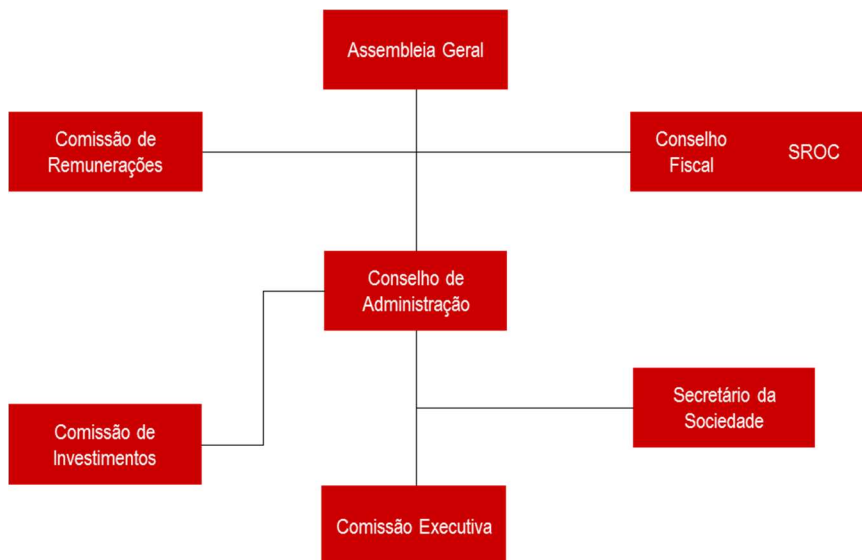 Assembleia Geral
Comissão de
Remunerações
Conselho
Fiscal
SROC
Conselho de
Administração
Comissão de
Investimentos
Secretário da
Sociedade
Comissão Executiva